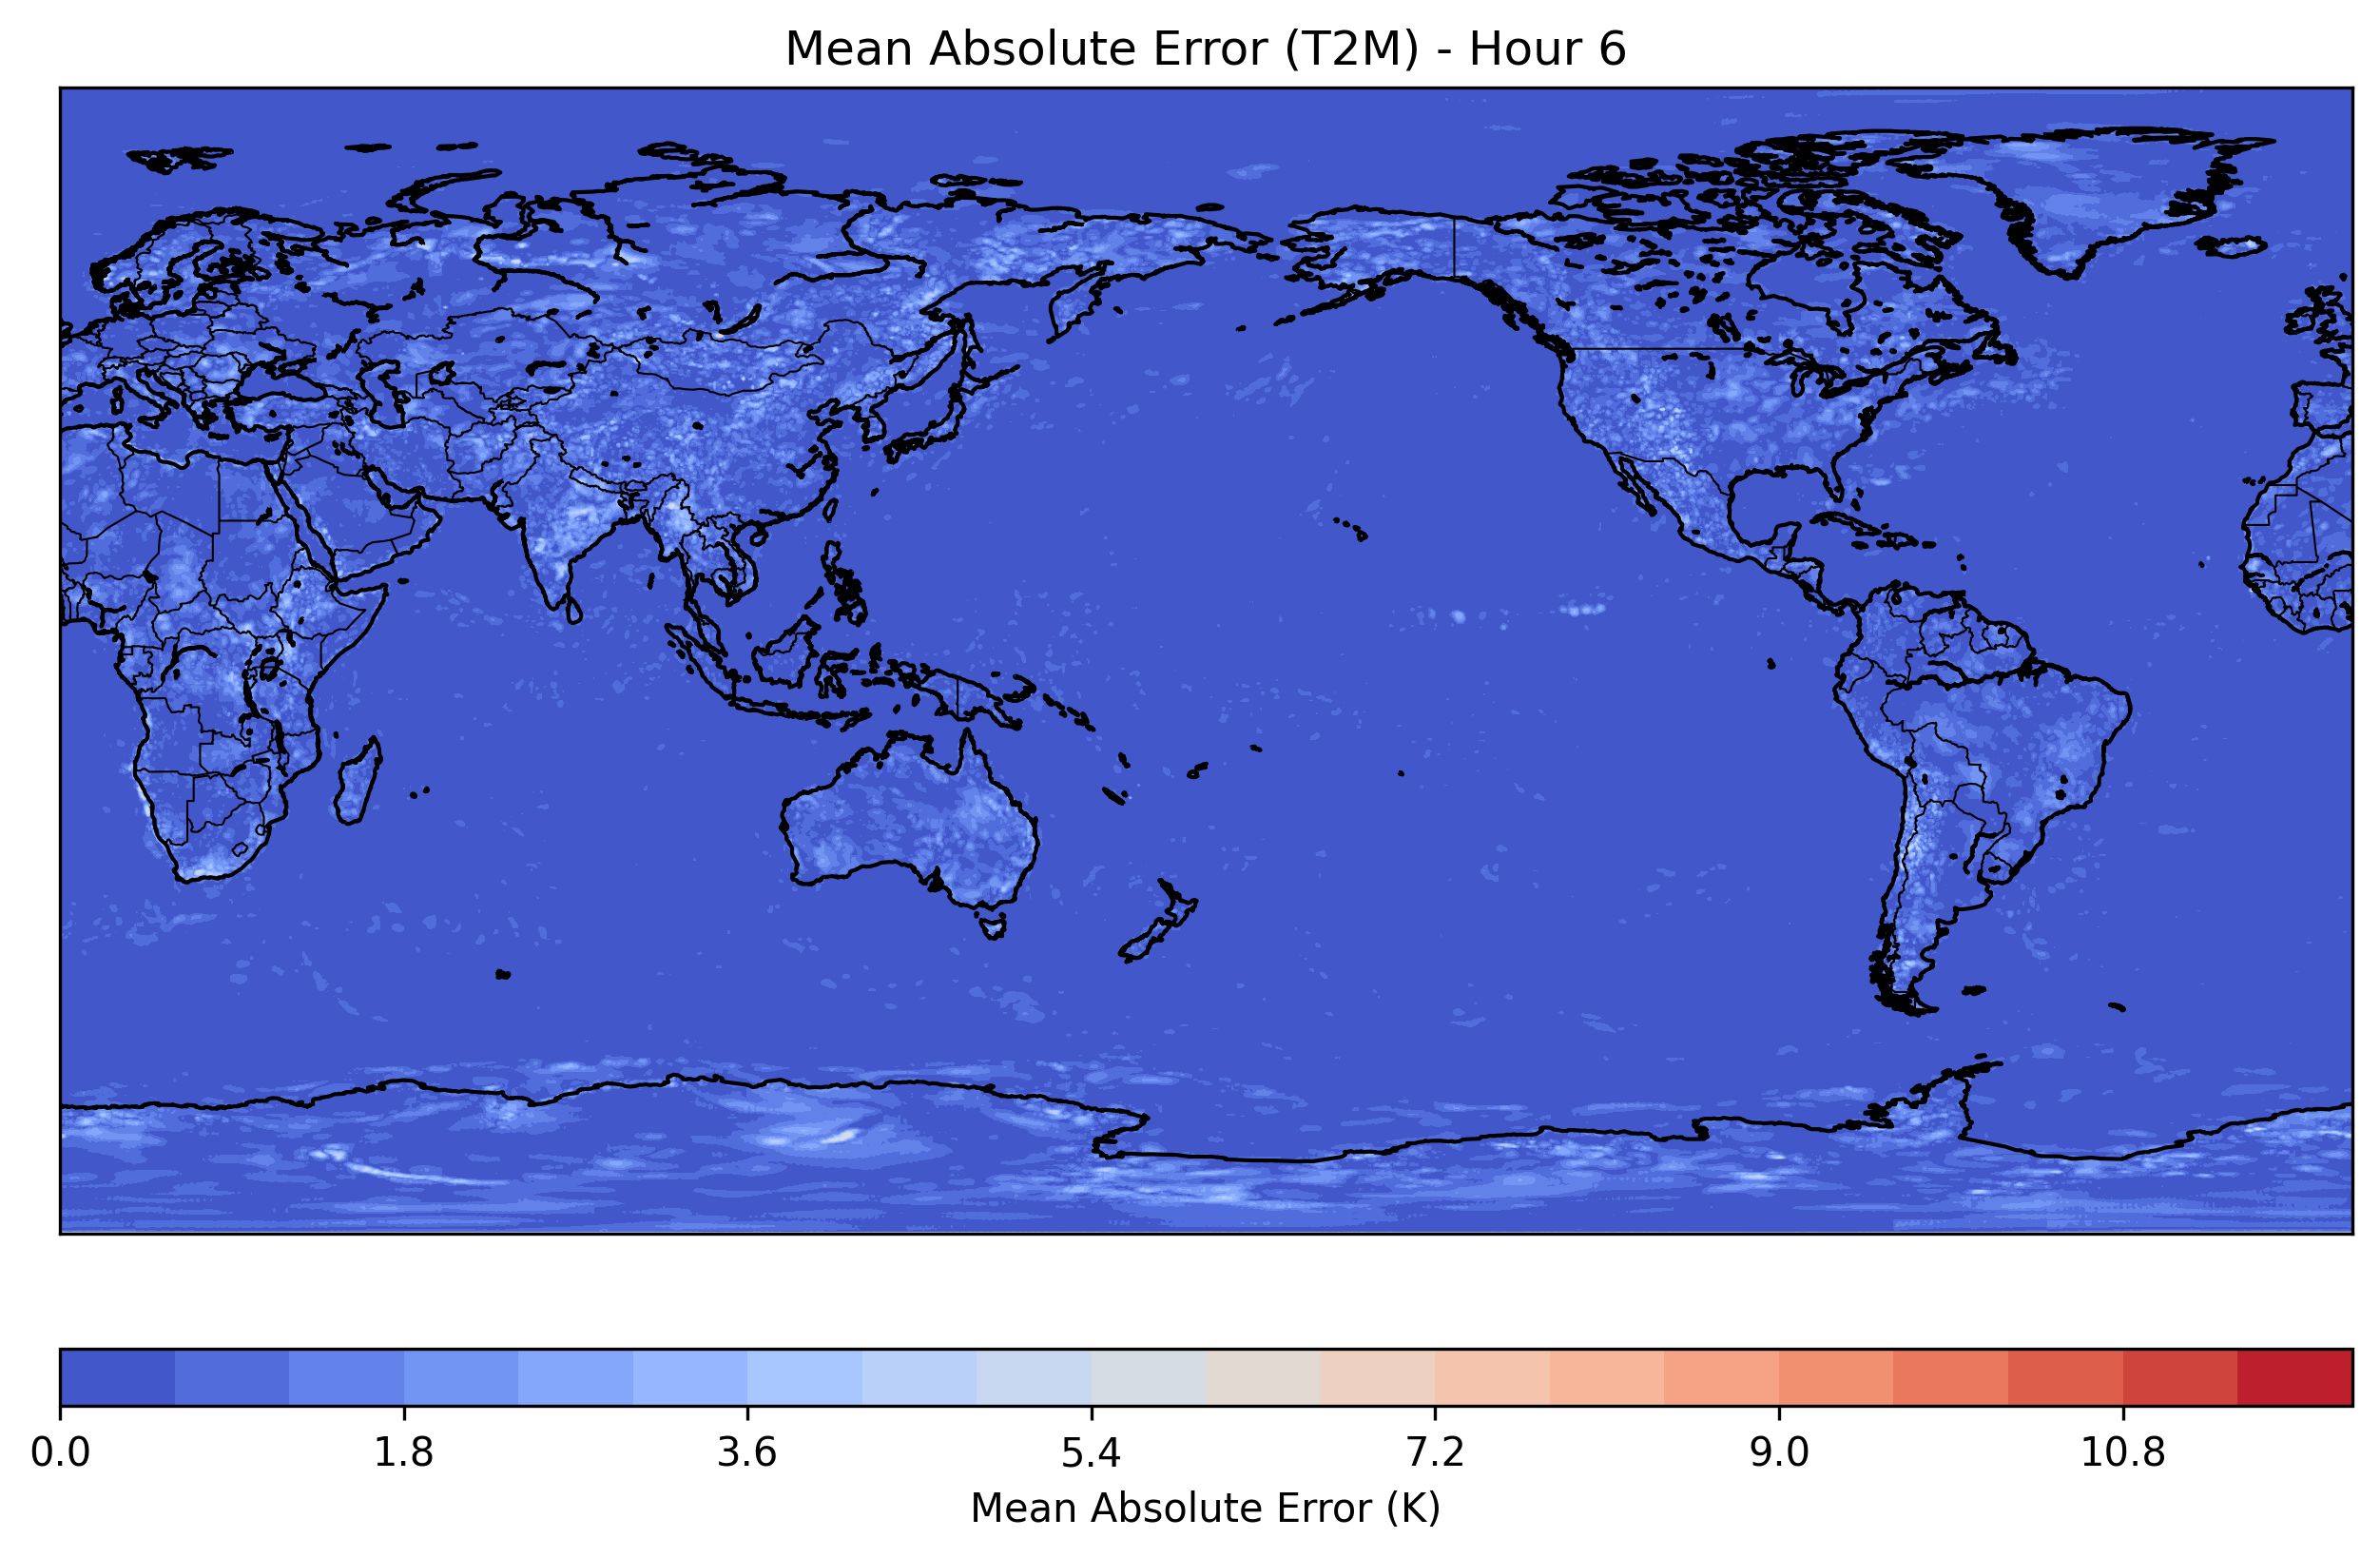 Mean Absolute Error (T2M) - Hour 6
0.0 1.8 3.6 5.4 7.2 9.0 10.8
Mean Absolute Error (K)